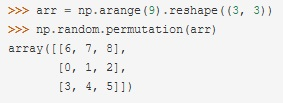 >>> arr = np.arange(9).reshape((3, 3))
>>> np.random.permutation(arr)
array([[6, 7, 8],
       [0, 1, 2],
       [3, 4, 5]])